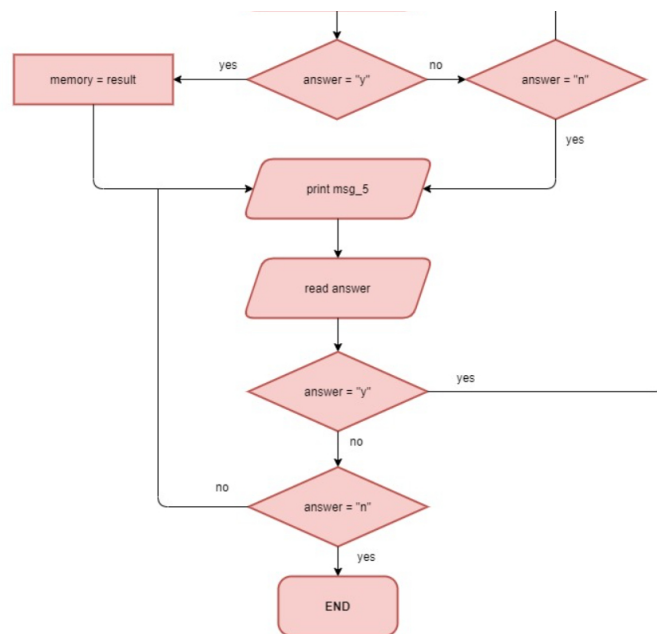 yes
answer = "y"
no
answer = "n"
memory = result
yes
print msg_5
read answer
answer = "y"
yes
no
no
answer = "n"
yes
END